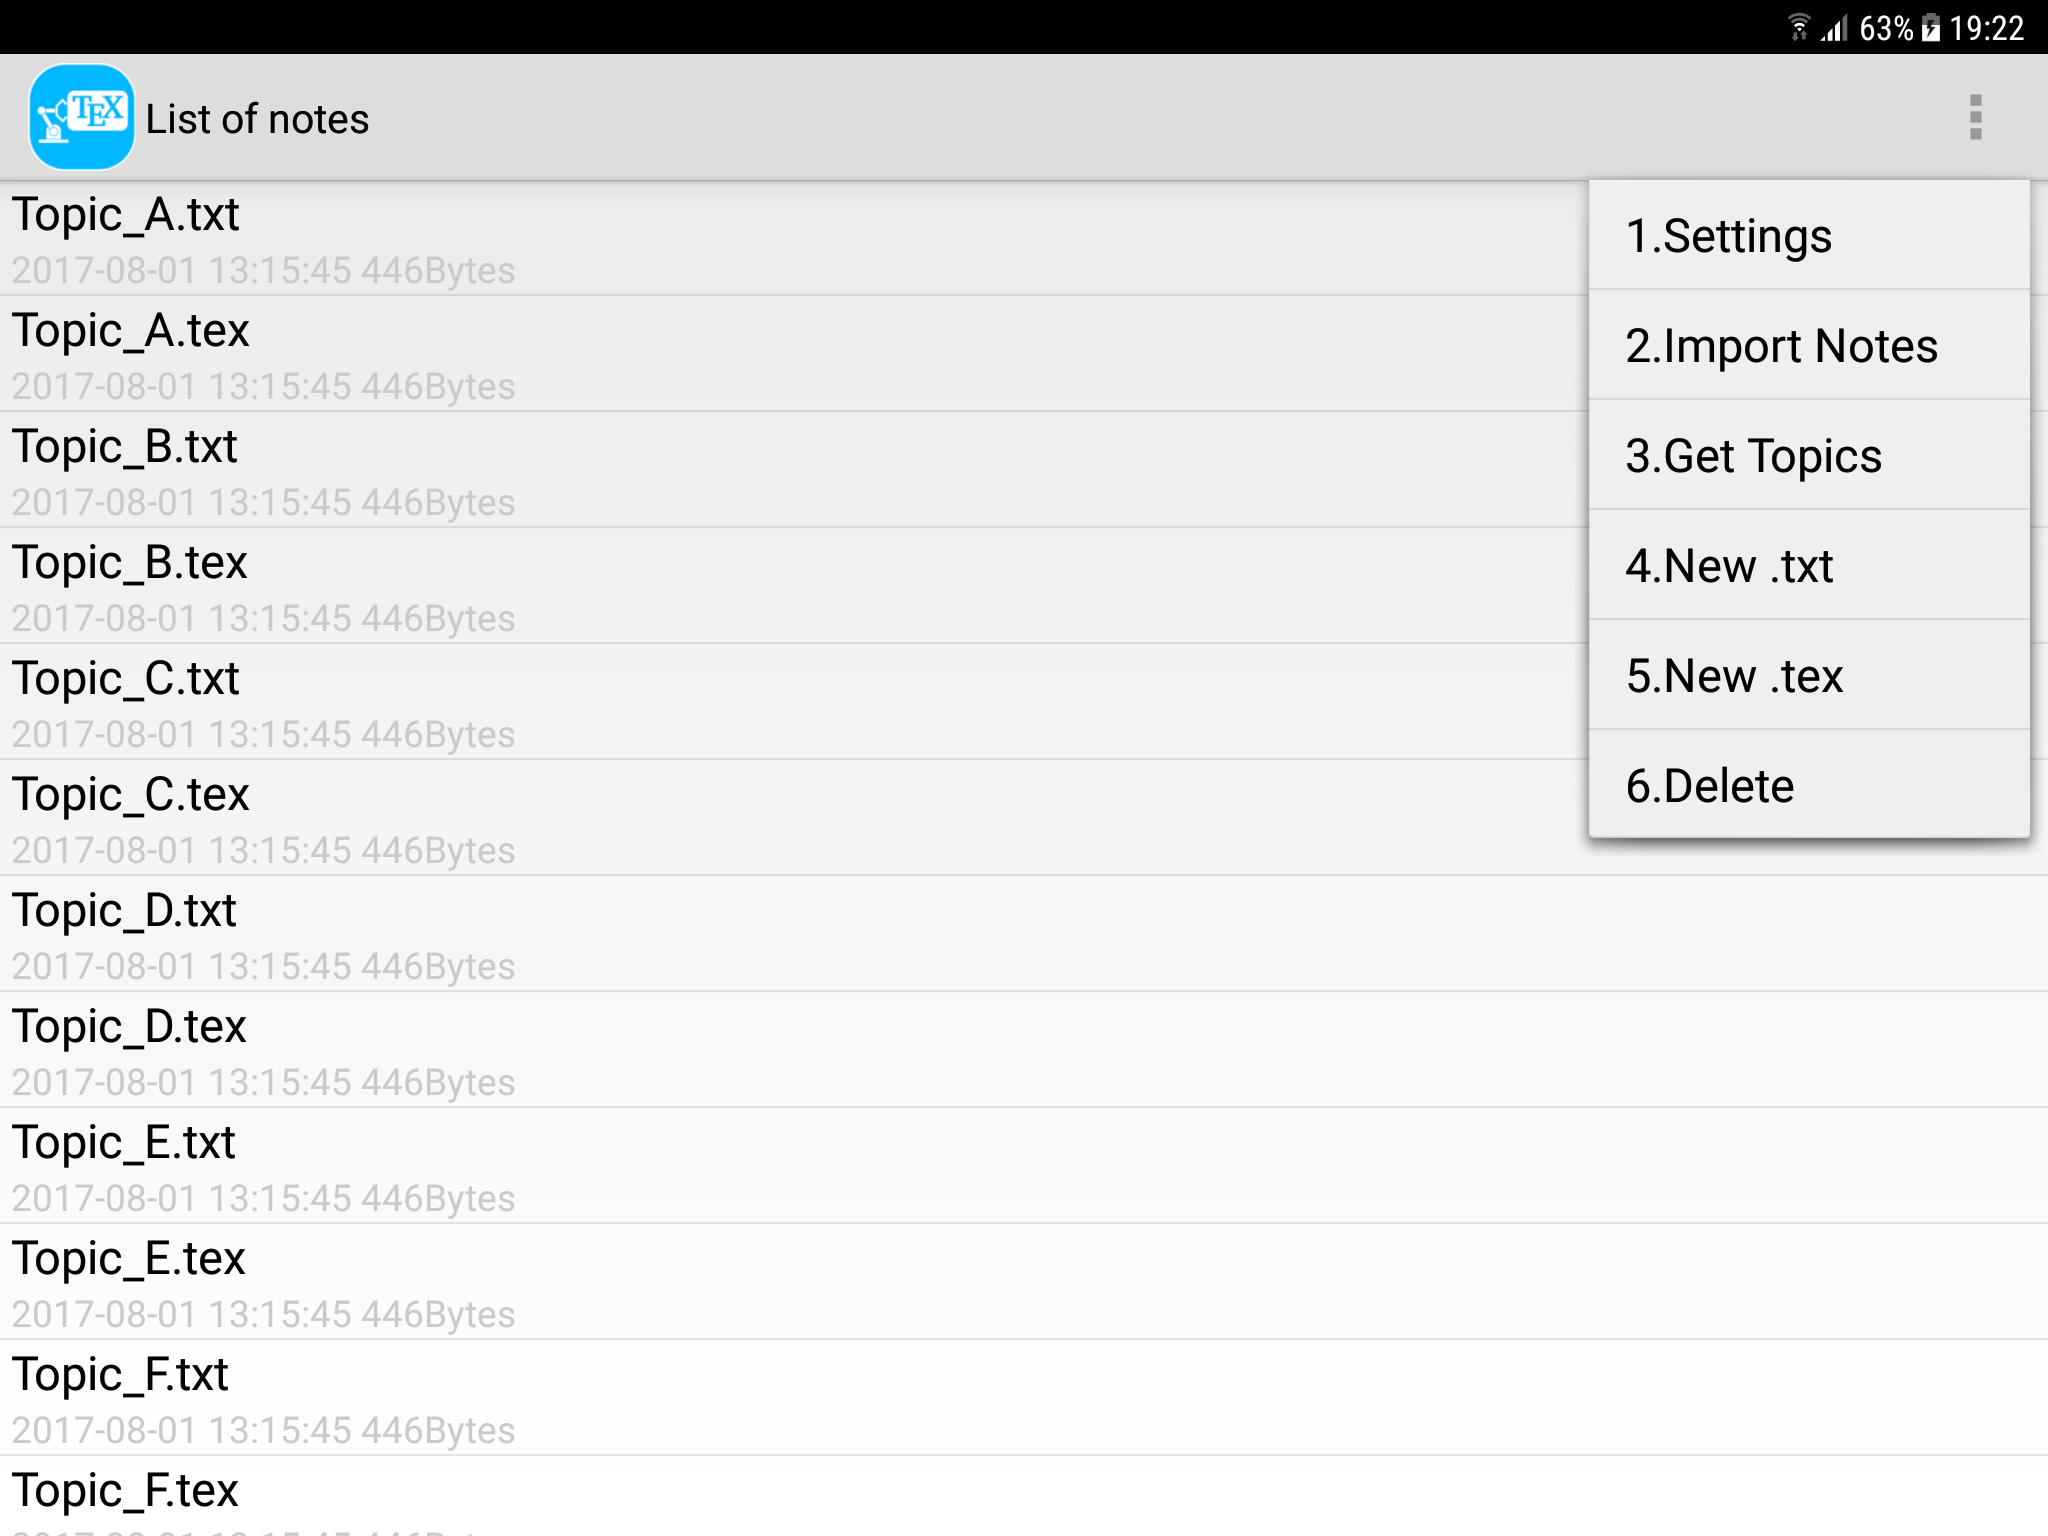 63% 19:22
TEX List of notes
Topic_A.txt
2017-08-01 13:15:45 446Bytes
Topic_A.tex
2017-08-01 13:15:45 446Bytes
Topic_B.txt
2017-08-01 13:15:45 446Bytes
Topic_B.tex
2017-08-01 13:15:45 446Bytes
Topic_C.txt
2017-08-01 13:15:45 446Bytes
Topic_C.tex
2017-08-01 13:15:45 446Bytes
Topic_D.txt
2017-08-01 13:15:45 446Bytes
Topic_D.tex
2017-08-01 13:15:45 446Bytes
Topic_E.txt
2017-08-01 13:15:45 446Bytes
Topic_E.tex
2017-08-01 13:15:45 446Bytes
Topic_F.txt
2017-08-01 13:15:45 446Bytes
Topic_F.tex
1.Settings
2.Import Notes
3.Get Topics
4.New .txt
5.New .tex
6.Delete